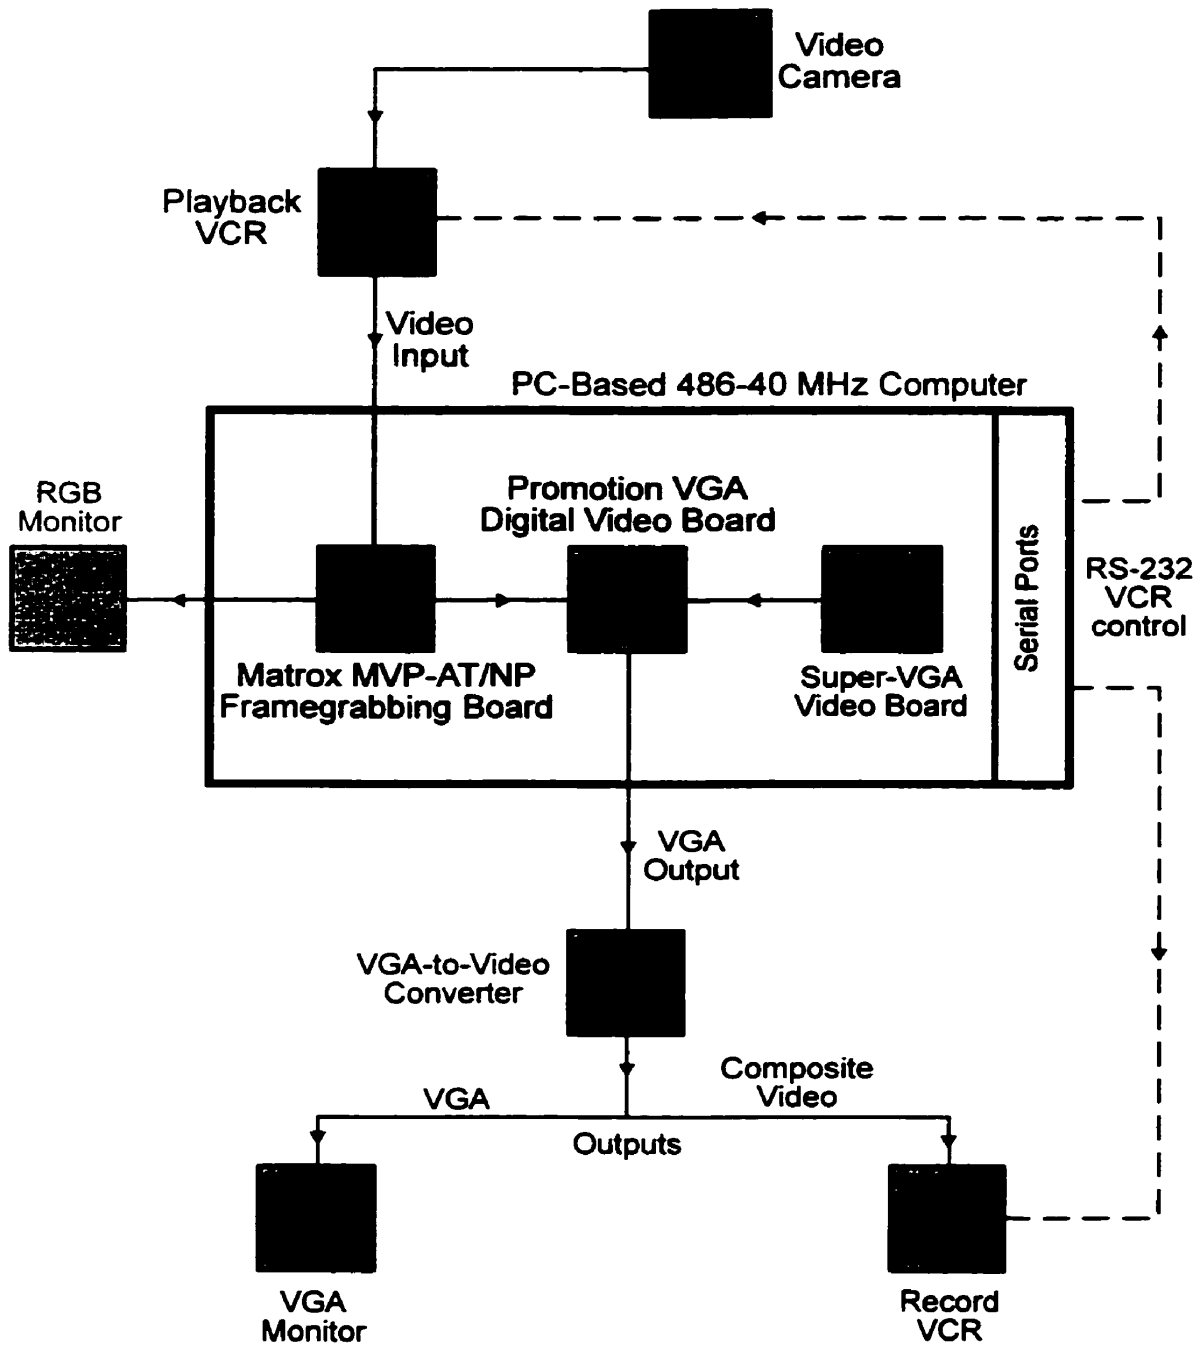 Video
Camera
Playback
VCR
Video
Input
PC-Based 486-40 MHz Computer
RGB
Monitor
Promotion VGA
Digital Video Board
Serial Ports
RS-232
VCR
control
Matrox MVP-AT/NP
Framegrabbing Board
Super-VGA
Video Board
VGA
Output
VGA-to-Video
Converter
Composite
Video
VGA
Outputs
VGA
Monitor
Record
VCR